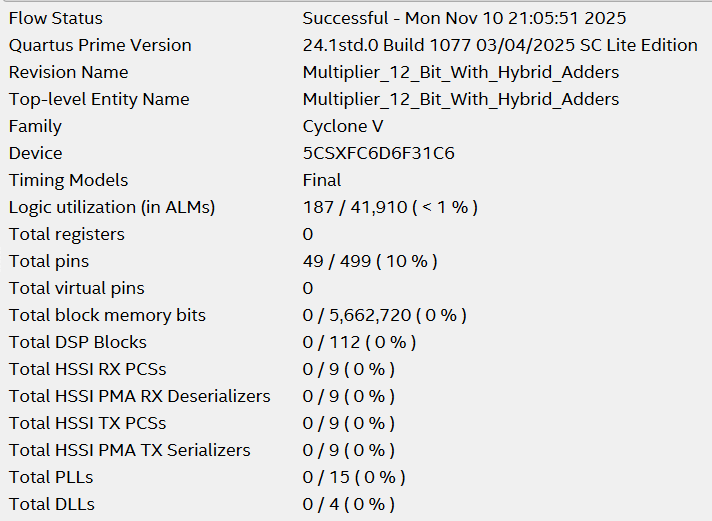 Flow Status Successful - Mon Nov 10 21:05:51 2025
Quartus Prime Version 24.1std.0 Build 1077 03/04/2025 SC Lite Edition
Revision Name Multiplier_12_Bit_With_Hybrid_Adders
Top-level Entity Name Multiplier_12_Bit_With_Hybrid_Adders
Family Cyclone V
Device 5CSXFC6D6F31C6
Timing Models Final
Logic utilization (in ALMs) 187 / 41,910 ( < 1 % )
Total registers 0
Total pins 49 / 499 ( 10 % )
Total virtual pins 0
Total block memory bits 0 / 5,662,720 ( 0 % )
Total DSP Blocks 0 / 112 ( 0 % )
Total HSSI RX PCSs 0 / 9 ( 0 % )
Total HSSI PMA RX Deserializers 0 / 9 ( 0 % )
Total HSSI TX PCSs 0 / 9 ( 0 % )
Total HSSI PMA TX Serializers 0 / 9 ( 0 % )
Total PLLs 0 / 15 ( 0 % )
Total DLLs 0 / 4 ( 0 % )